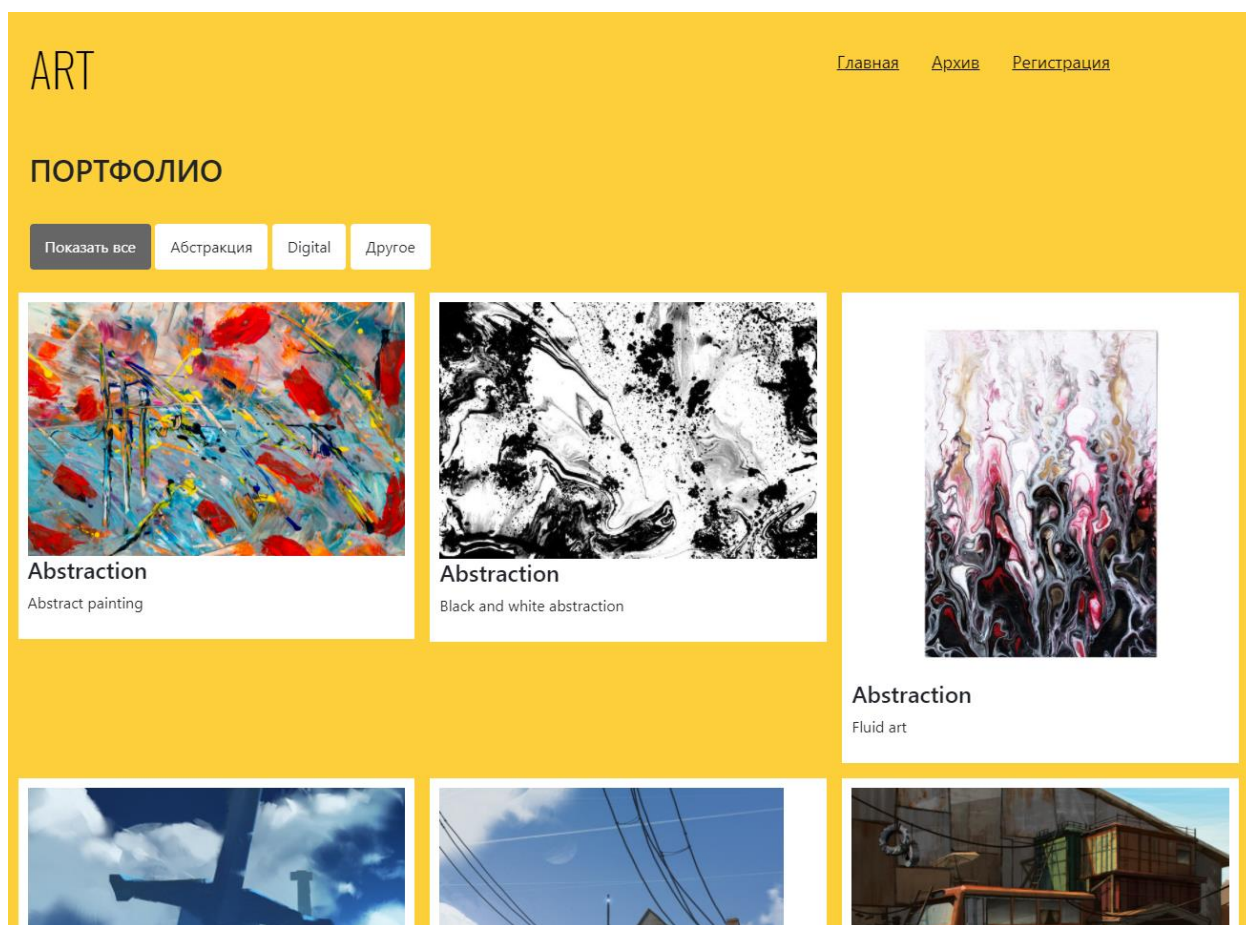 ART
Главная Архив Регистрация
ПОРТФОЛИО
Показать все Абстракция Digital Другое
Abstraction
Abstract painting
Abstraction
Black and white abstraction
Abstraction
Fluid art